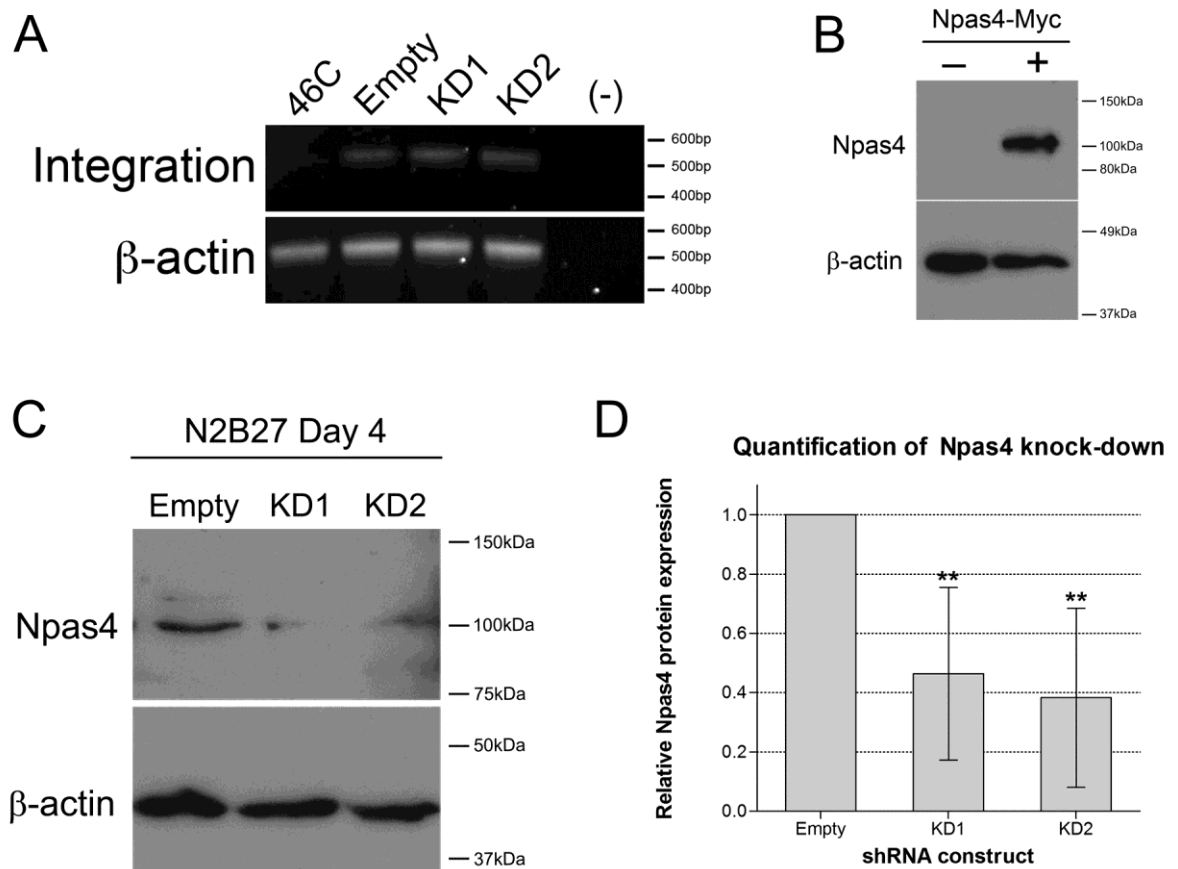 A
46C Empty KD1 KD2 (-)
Integration
600bp
500bp
400bp
β-actin
600bp
500bp
400bp
B
Npas4-Myc
– +
Npas4
150kDa
100kDa
80kDa
β-actin
49kDa
37kDa
C
N2B27 Day 4
Empty KD1 KD2
Npas4
150kDa
100kDa
75kDa
β-actin
50kDa
37kDa
D
Quantification of Npas4 knock-down
Relative Npas4 protein expression
1.0
0.8
0.6
0.4
0.2
0.0
**
**
Empty KD1 KD2
shRNA construct